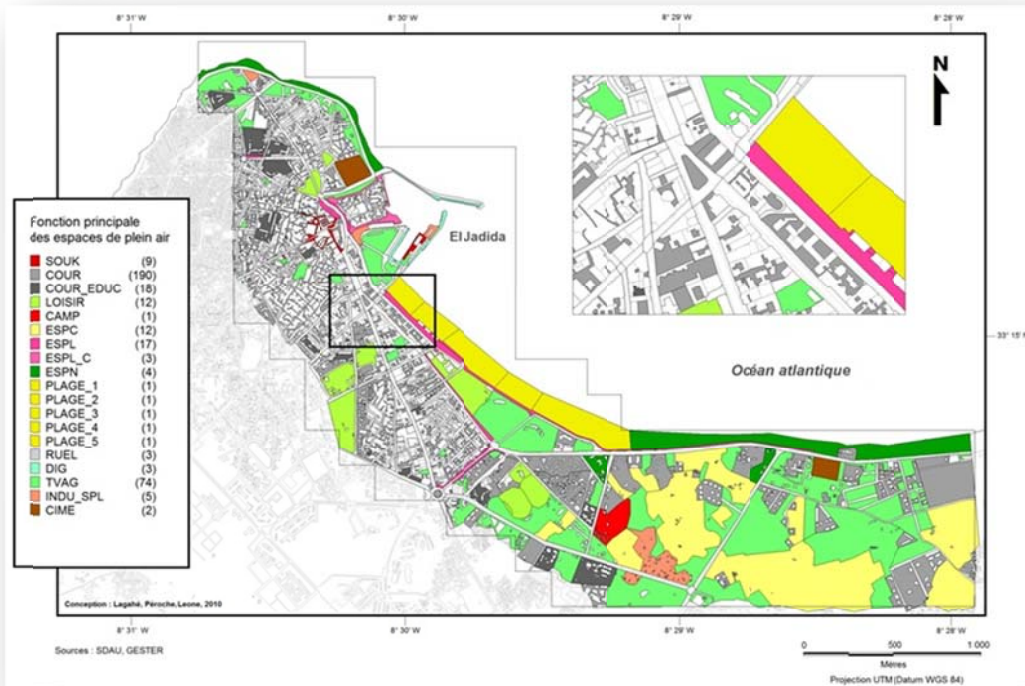 8° 31' W 8° 30' W 8° 29' W 8° 28' W
N
El Jadida
Fonction principale
des espaces de plein air
SOUK (9)
COUR (190)
COUR_EDUC (18)
LOISIR (12)
CAMP (1)
ESPC (12)
ESPL (17)
ESPL_C (3)
ESPN (4)
PLAGE_1 (1)
PLAGE_2 (1)
PLAGE_3 (1)
PLAGE_4 (1)
PLAGE_5 (1)
RUEL (3)
DIG (3)
TVAG (74)
INDU_SPL (5)
CIME (2)
33° 15'
Océan atlantique
Conception : Lagahé, Péroche,Leone, 2010
8° 31' W 8° 30' W 8° 29' W 8° 28' W
Sources : SDAU, GESTER
0 500 1 000
Mètres
Projection UTM (Datum WGS 84)